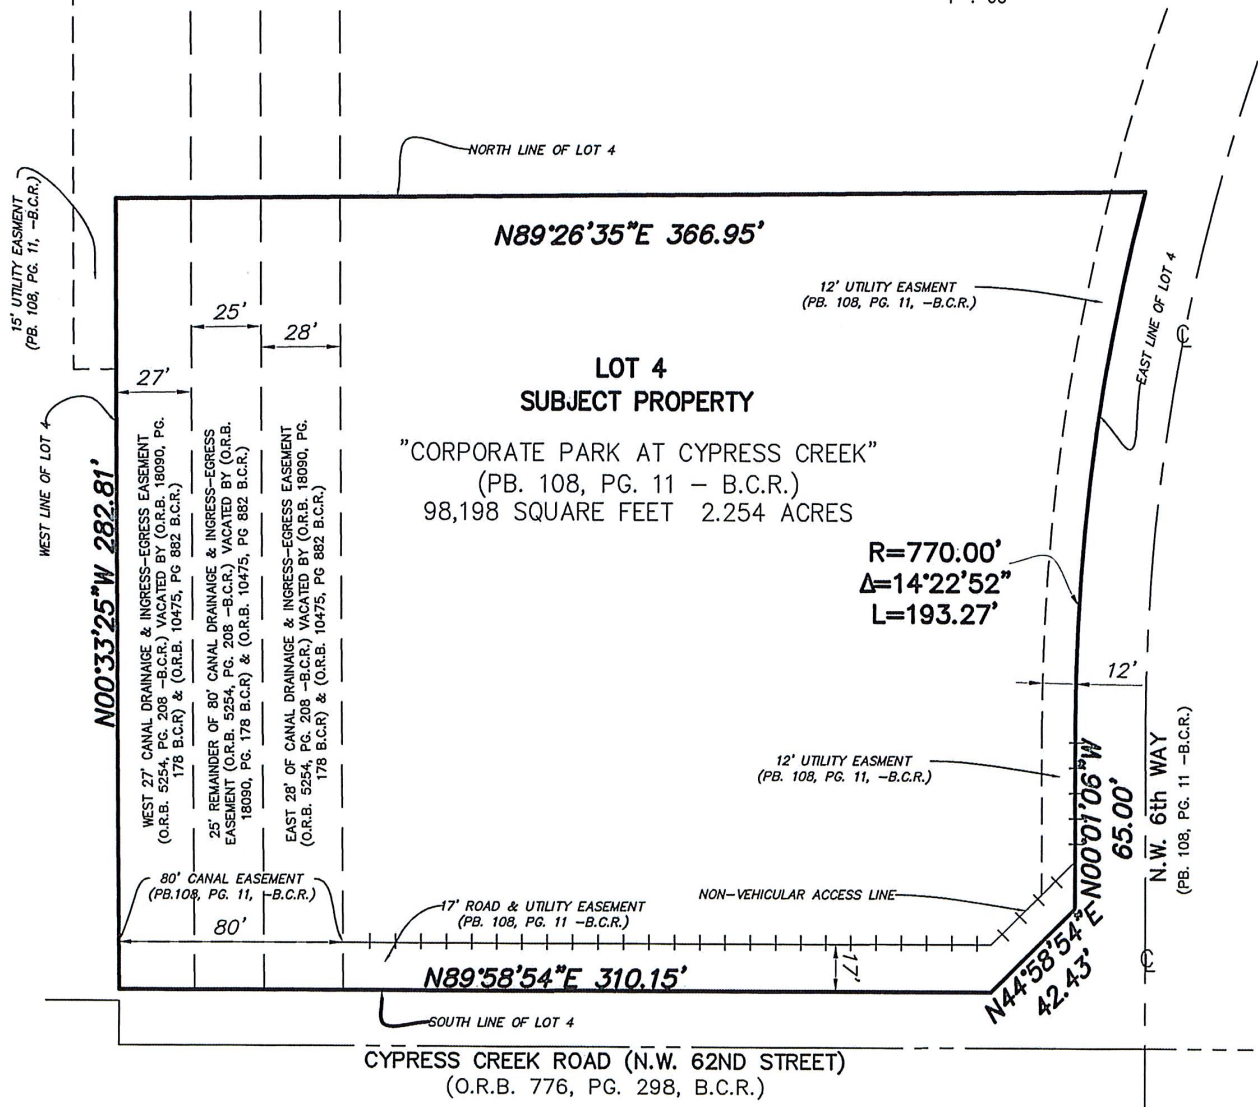 NORTH LINE OF LOT 4
15' UTILITY EASMENT
(PB. 108, PG. 11, -B.C.R.)
N89°26'35"E 366.95'
12' UTILITY EASMENT
(PB. 108, PG. 11, -B.C.R.)
EAST LINE OF LOT 4
℄
25'
28'
27'
LOT 4
SUBJECT PROPERTY
"CORPORATE PARK AT CYPRESS CREEK"
(PB. 108, PG. 11 - B.C.R.)
98,198 SQUARE FEET 2.254 ACRES
WEST LINE OF LOT 4
N00°33'25"W 282.81'
WEST 27' CANAL DRAINAIGE & INGRESS-EGRESS EASEMENT
(O.R.B. 5254, PG. 208 -B.C.R.) VACATED BY (O.R.B. 18090, PG.
178 B.C.R) & (O.R.B. 10475, PG 882 B.C.R.)
25' REMAINDER OF 80' CANAL DRAINAIGE & INGRESS-EGRESS
EASEMENT (O.R.B. 5254, PG. 208 -B.C.R.) VACATED BY (O.R.B.
18090, PG. 178 B.C.R) & (O.R.B. 10475, PG 882 B.C.R.)
EAST 28' OF CANAL DRAINAIGE & INGRESS-EGRESS EASEMENT
(O.R.B. 5254, PG. 208 -B.C.R.) VACATED BY (O.R.B. 18090, PG.
178 B.C.R) & (O.R.B. 10475, PG 882 B.C.R.)
R=770.00'
Δ=14°22'52"
L=193.27'
12'
12' UTILITY EASMENT
(PB. 108, PG. 11, -B.C.R.)
N00°01'06"W
65.00'
N.W. 6th WAY
(PB. 108, PG. 11 -B.C.R.)
80' CANAL EASEMENT
(PB.108, PG. 11, -B.C.R.)
NON-VEHICULAR ACCESS LINE
17' ROAD & UTILITY EASEMENT
(PB. 108, PG. 11 -B.C.R.)
80'
17'
N89°58'54"E 310.15'
N44°58'54"E
42.43'
℄
SOUTH LINE OF LOT 4
CYPRESS CREEK ROAD (N.W. 62ND STREET)
(O.R.B. 776, PG. 298, B.C.R.)